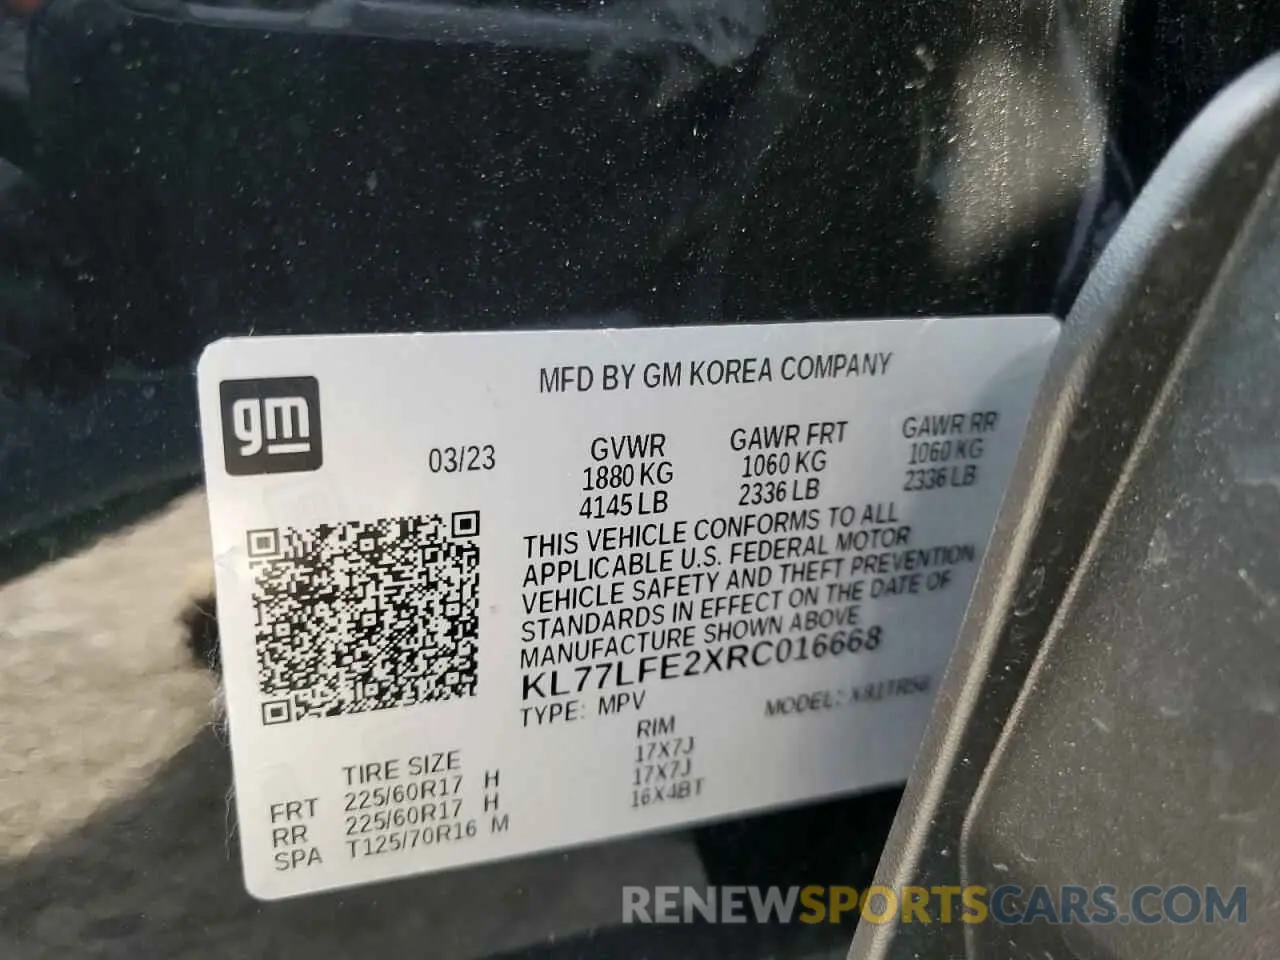 MFD BY GM KOREA COMPANY
gm
03/23
GVWR GAWR FRT GAWR RR
1880 KG 1060 KG 1060 KG
4145 LB 2336 LB 2336 LB
THIS VEHICLE CONFORMS TO ALL
APPLICABLE U.S. FEDERAL MOTOR
VEHICLE SAFETY AND THEFT PREVENTION
STANDARDS IN EFFECT ON THE DATE OF
MANUFACTURE SHOWN ABOVE
KL77LFE2XRC016668
TYPE: MPV MODEL:
TIRE SIZE RIM
FRT 225/60R17 H 17X7J
RR 225/60R17 H 17X7J
SPA T125/70R16 M 16X4BT
RENEWSPORTSCARS.COM